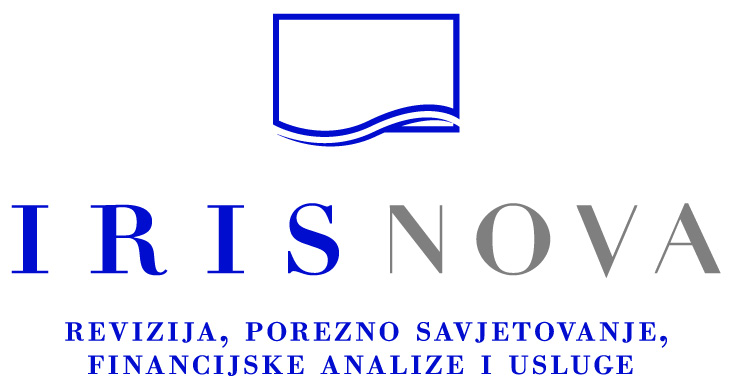 IRIS NOVA
REVIZIJA, POREZNO SAVJETOVANJE,
FINANCIJSKE ANALIZE I USLUGE